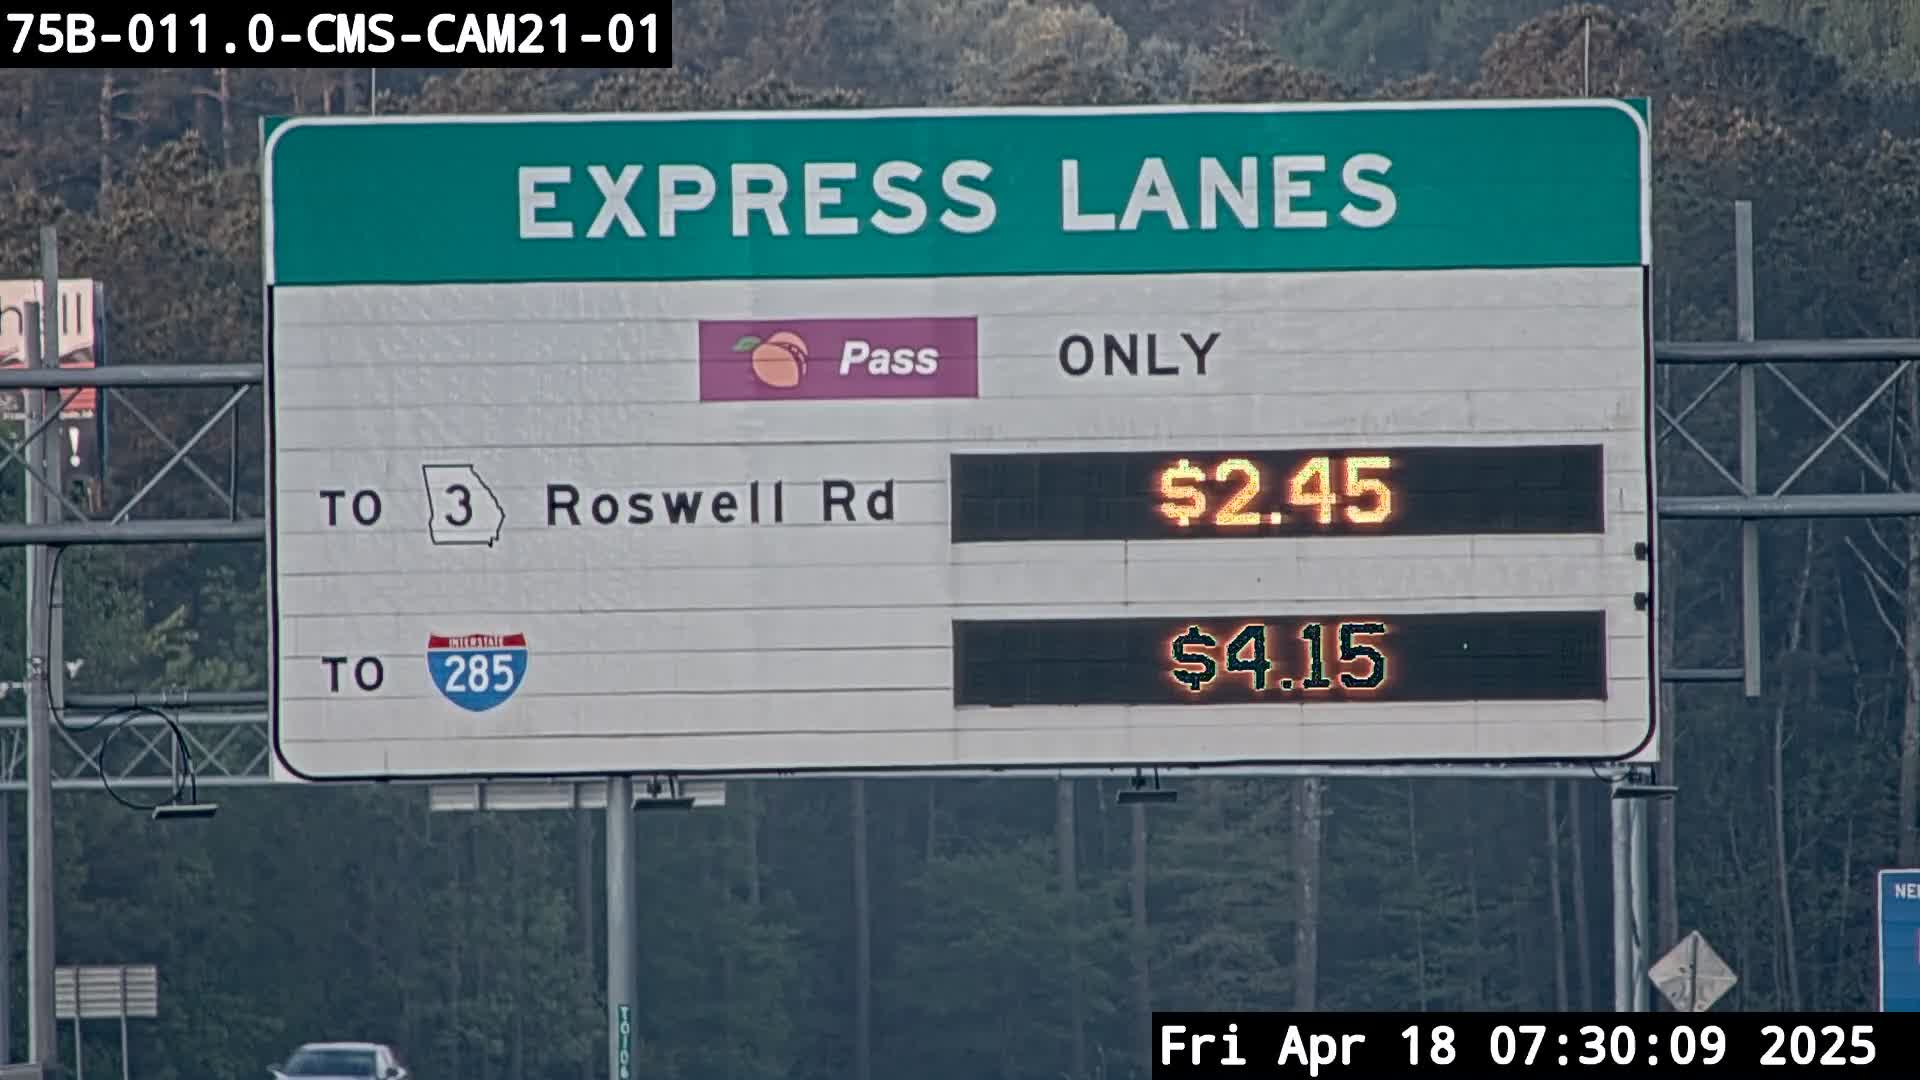 75B-011.0-CMS-CAM21-01
EXPRESS LANES
Pass ONLY
TO 3 Roswell Rd $2.45
INTERSTATE
TO 285 $4.15
Fri Apr 18 07:30:09 2025